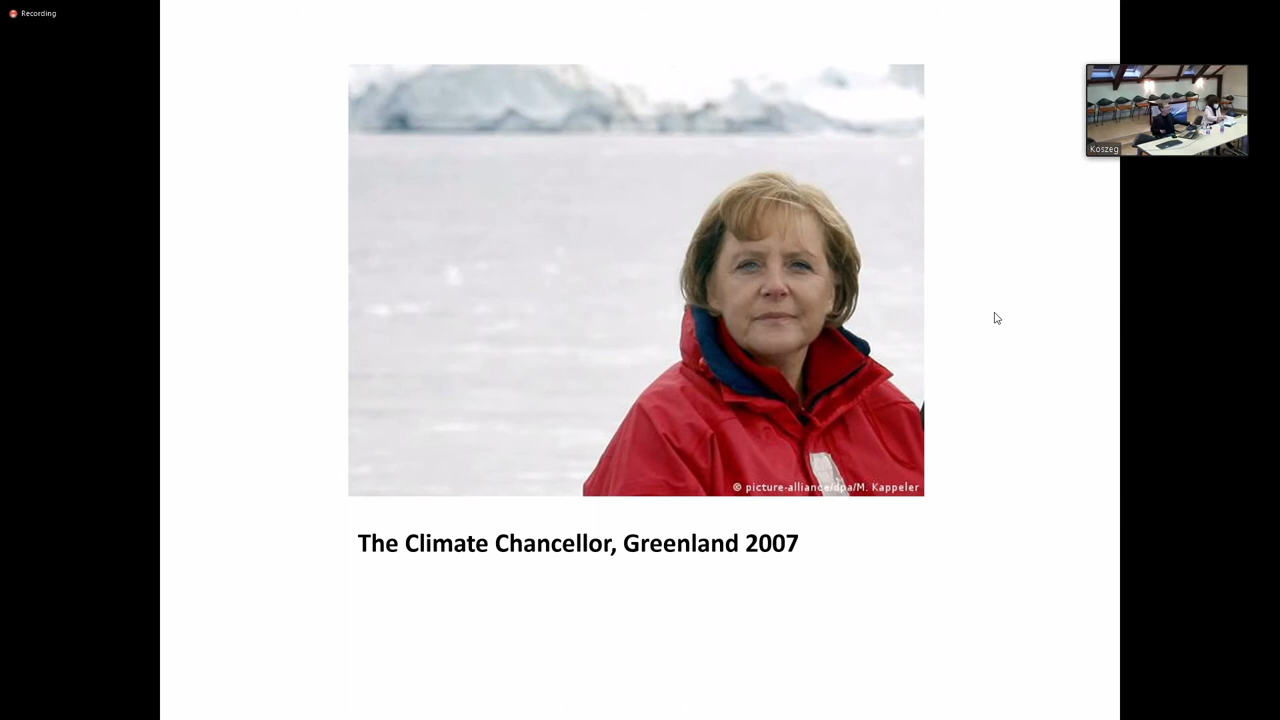 Recording
Koszeg
© picture-alliance/dpa/M. Kappeler
The Climate Chancellor, Greenland 2007